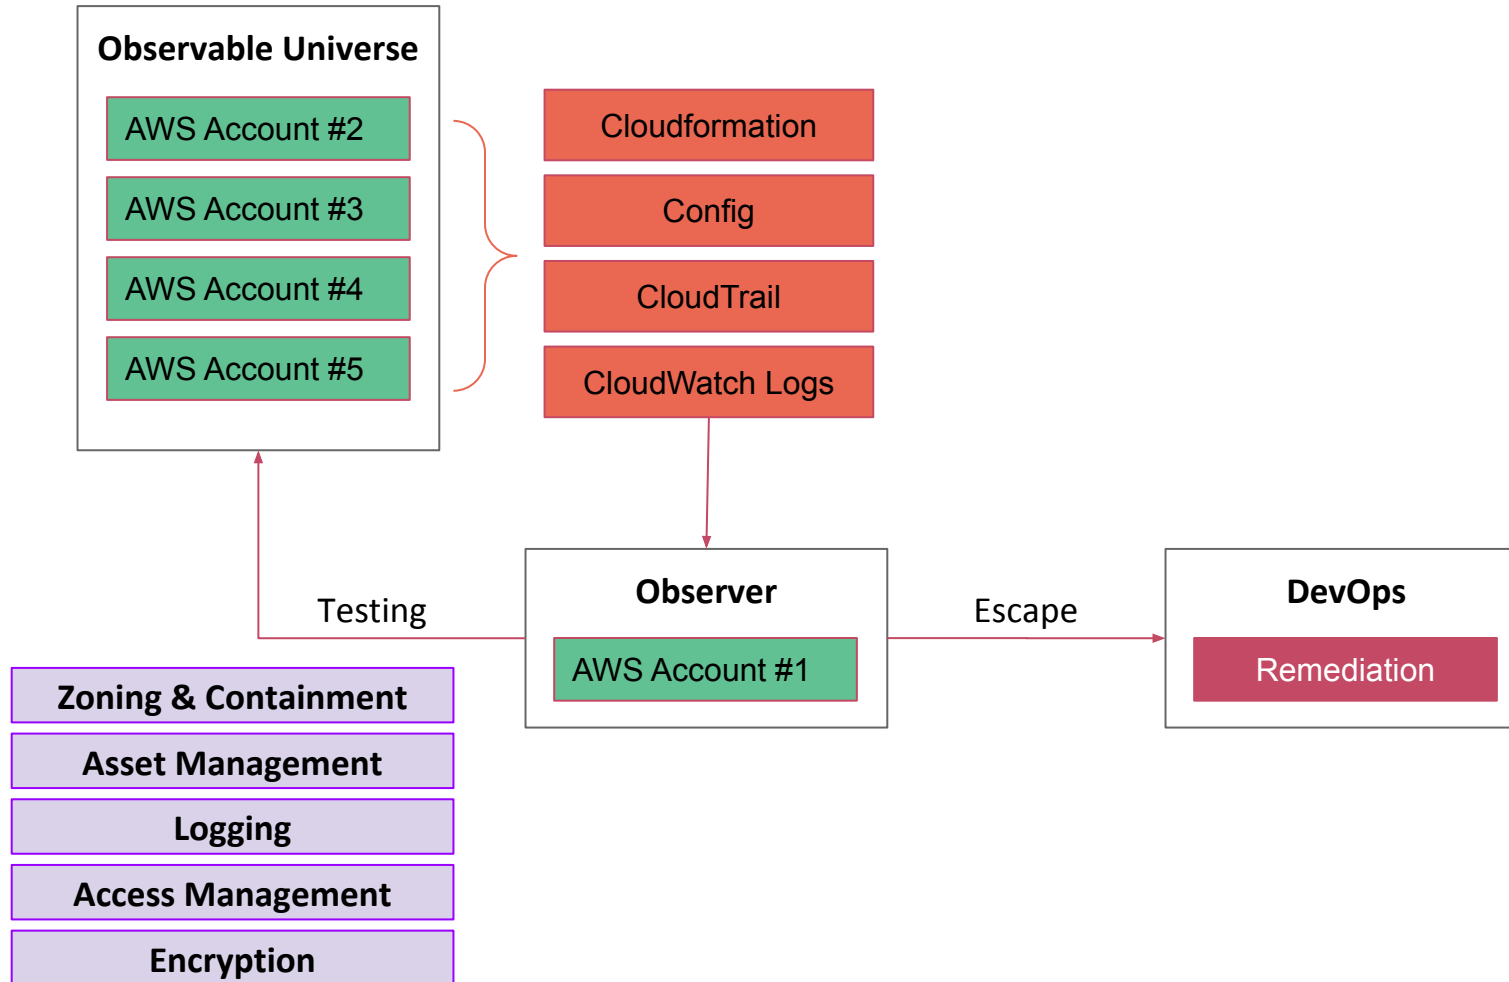 Observable Universe
AWS Account #2
AWS Account #3
AWS Account #4
AWS Account #5
Cloudformation
Config
CloudTrail
CloudWatch Logs
Testing
Observer
AWS Account #1
Escape
DevOps
Remediation
Zoning & Containment
Asset Management
Logging
Access Management
Encryption